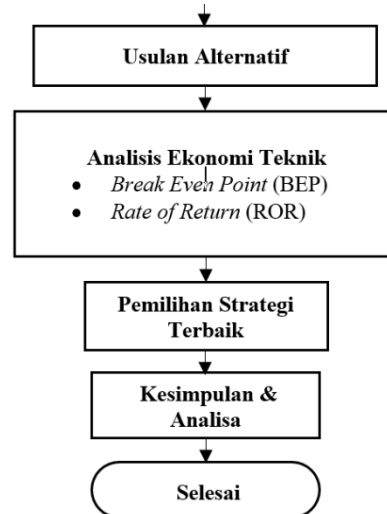 Usulan Alternatif
Analisis Ekonomi Teknik
• Break Even Point (BEP)
• Rate of Return (ROR)
Pemilihan Strategi
Terbaik
Kesimpulan &
Analisa
Selesai